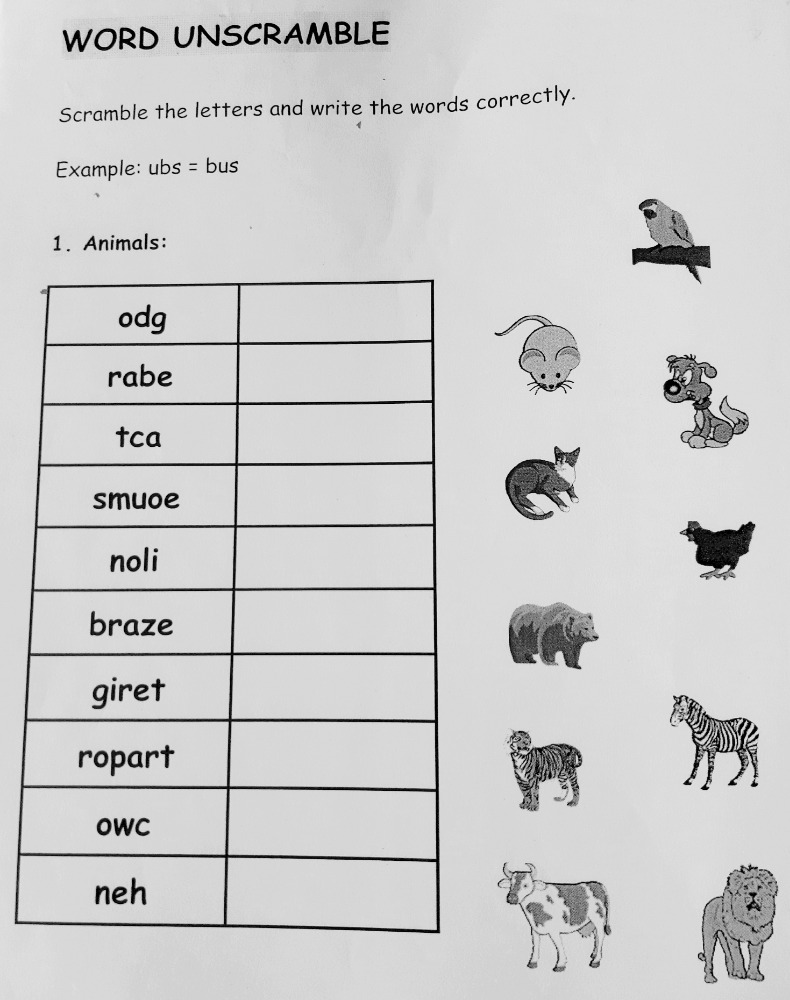 WORD UNSCRAMBLE
Scramble the letters and write the words correctly.
Example: ubs = bus
1. Animals:
odg
rabe
tca
smuoe
noli
braze
giret
ropart
owc
neh